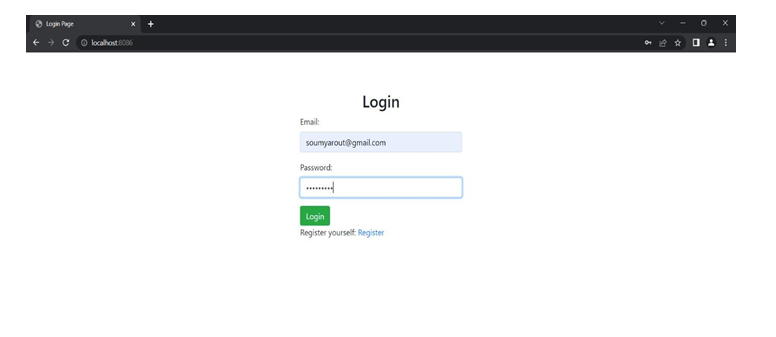 Login Page
localhost:8086
Login
Email:
soumyarout@gmail.com
Password:
•••••••••
Login
Register yourself: Register